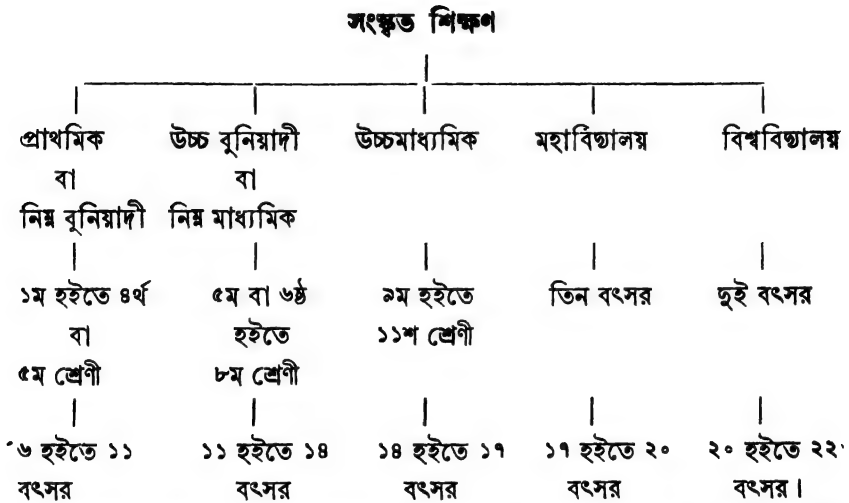 সংস্কৃত শিক্ষণ
প্রাথমিক উচ্চ বুনিয়াদী উচ্চমাধ্যমিক মহাবিদ্যালয় বিশ্ববিদ্যালয়
বা বা
নিম্ন বুনিয়াদী নিম্ন মাধ্যমিক
১ম হইতে ৪র্থ ৫ম বা ৬ষ্ঠ ৯ম হইতে তিন বৎসর দুই বৎসর
বা হইতে ১১শ শ্রেণী
৫ম শ্রেণী ৮ম শ্রেণী
৬ হইতে ১১ ১১ হইতে ১৪ ১৪ হইতে ১৭ ১৭ হইতে ২০ ২০ হইতে ২২
বৎসর বৎসর বৎসর বৎসর বৎসর।